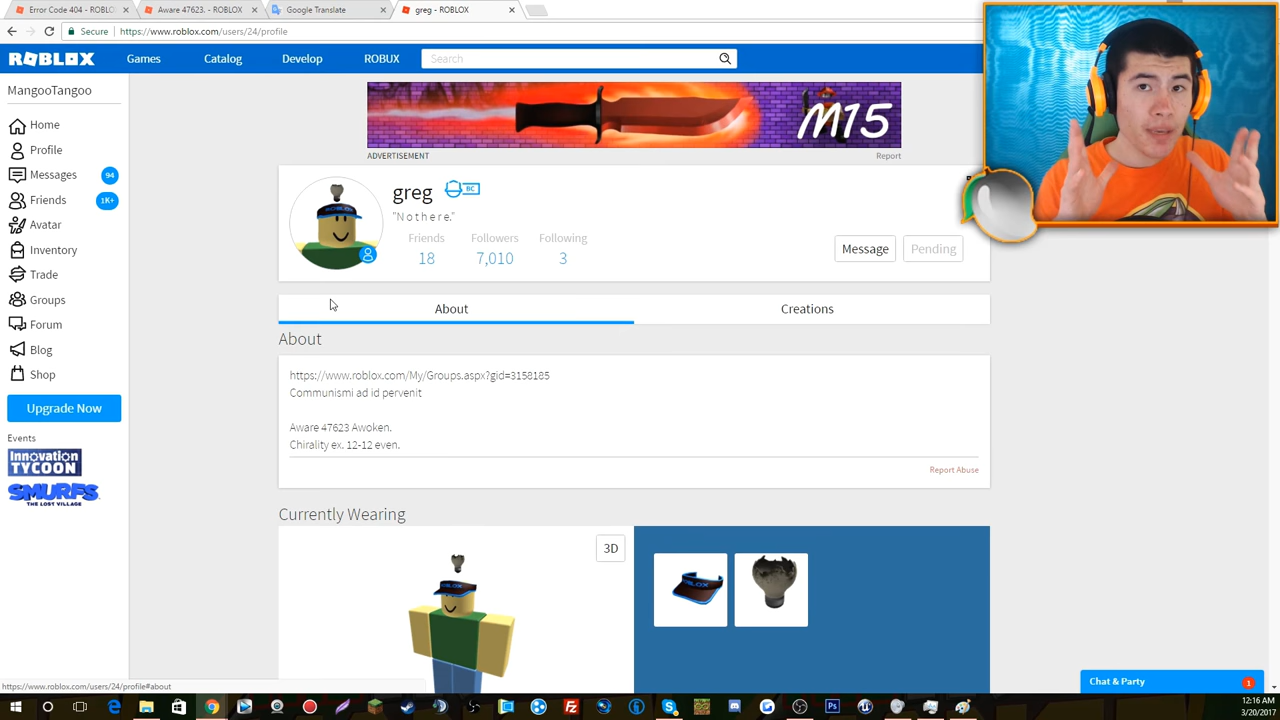 Error Code 404 - ROBLO
Aware 47623. - ROBLOX
Google Translate
greg - ROBLOX
Secure
https://www.roblox.com/users/24/profile
ROBLOX
Games
Catalog
Develop
ROBUX
Search
Home
Profile
Messages
94
Friends
1K+
Avatar
Inventory
Trade
Groups
Forum
Blog
Shop
Upgrade Now
Events
INNOVATION
TYCOON
SMURFS
THE LOST VILLAGE
M15
ADVERTISEMENT
Report
greg
BC
"N o t h e r e."
Friends
Followers
Following
18
7,010
3
Message
Pending
About
Creations
About
https://www.roblox.com/My/Groups.aspx?gid=3158185
Communismi ad id pervenit
Aware 47623 Awoken.
Chirality ex. 12-12 even.
Report Abuse
Currently Wearing
3D
ROBLOX
ROBLOX
ROBLOX
https://www.roblox.com/users/24/profile#about
Chat & Party
1
12:16 AM
3/20/2017